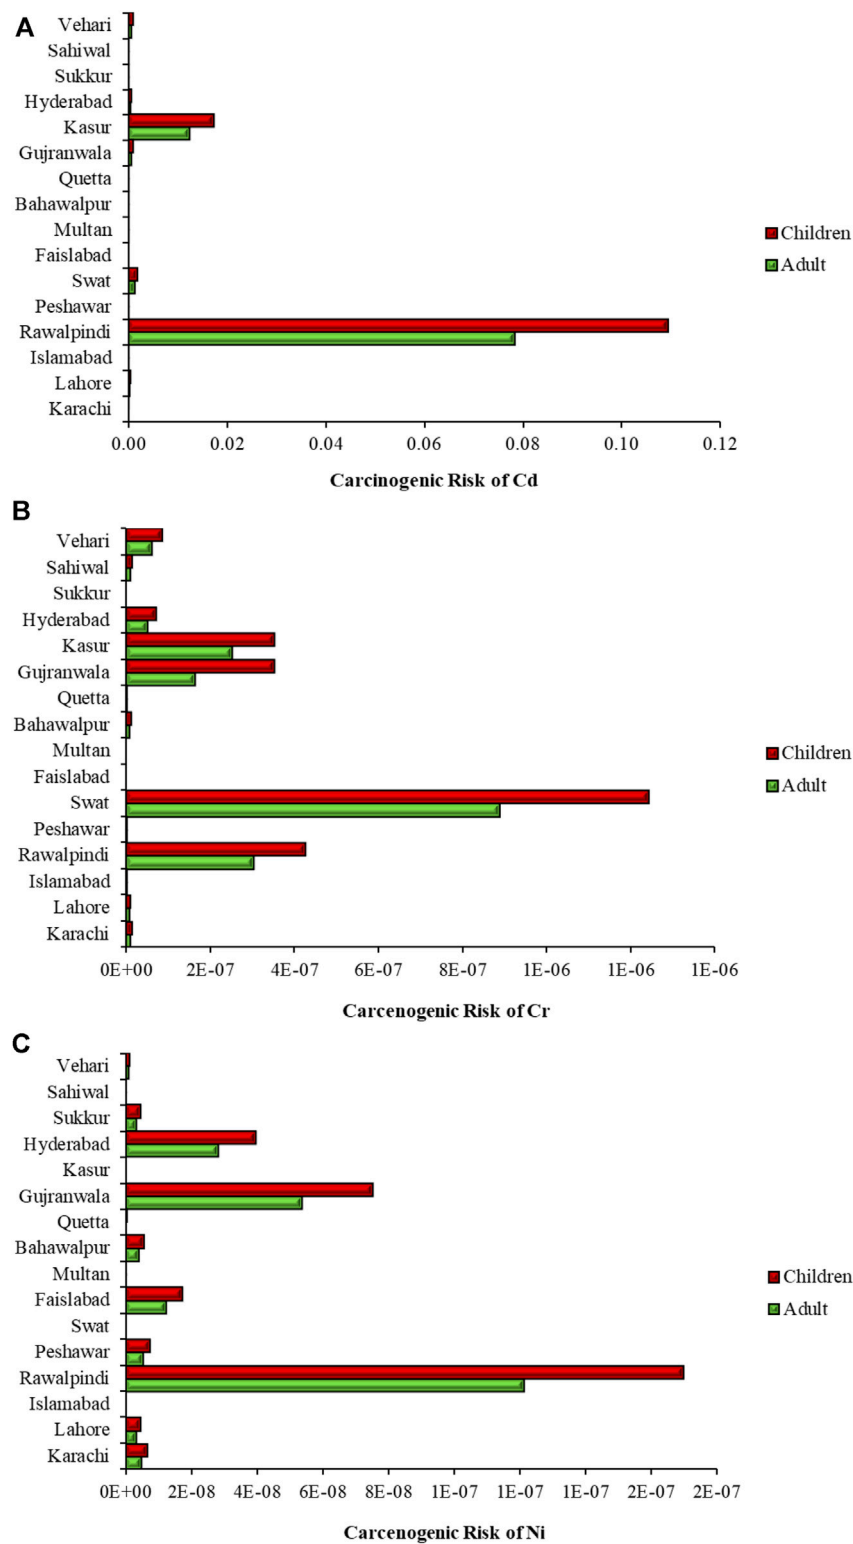 A
Vehari
Sahiwal
Sukkur
Hyderabad
Kasur
Gujranwala
Quetta
Bahawalpur
Multan
Faislabad
Swat
Peshawar
Rawalpindi
Islamabad
Lahore
Karachi
Children
Adult
0.00 0.02 0.04 0.06 0.08 0.10 0.12
Carcinogenic Risk of Cd
B
Vehari
Sahiwal
Sukkur
Hyderabad
Kasur
Gujranwala
Quetta
Bahawalpur
Multan
Faislabad
Swat
Peshawar
Rawalpindi
Islamabad
Lahore
Karachi
Children
Adult
0E+00 2E-07 4E-07 6E-07 8E-07 1E-06 1E-06 1E-06
Carcenogenic Risk of Cr
C
Vehari
Sahiwal
Sukkur
Hyderabad
Kasur
Gujranwala
Quetta
Bahawalpur
Multan
Faislabad
Swat
Peshawar
Rawalpindi
Islamabad
Lahore
Karachi
Children
Adult
0E+00 2E-08 4E-08 6E-08 8E-08 1E-07 1E-07 1E-07 2E-07 2E-07
Carcenogenic Risk of Ni